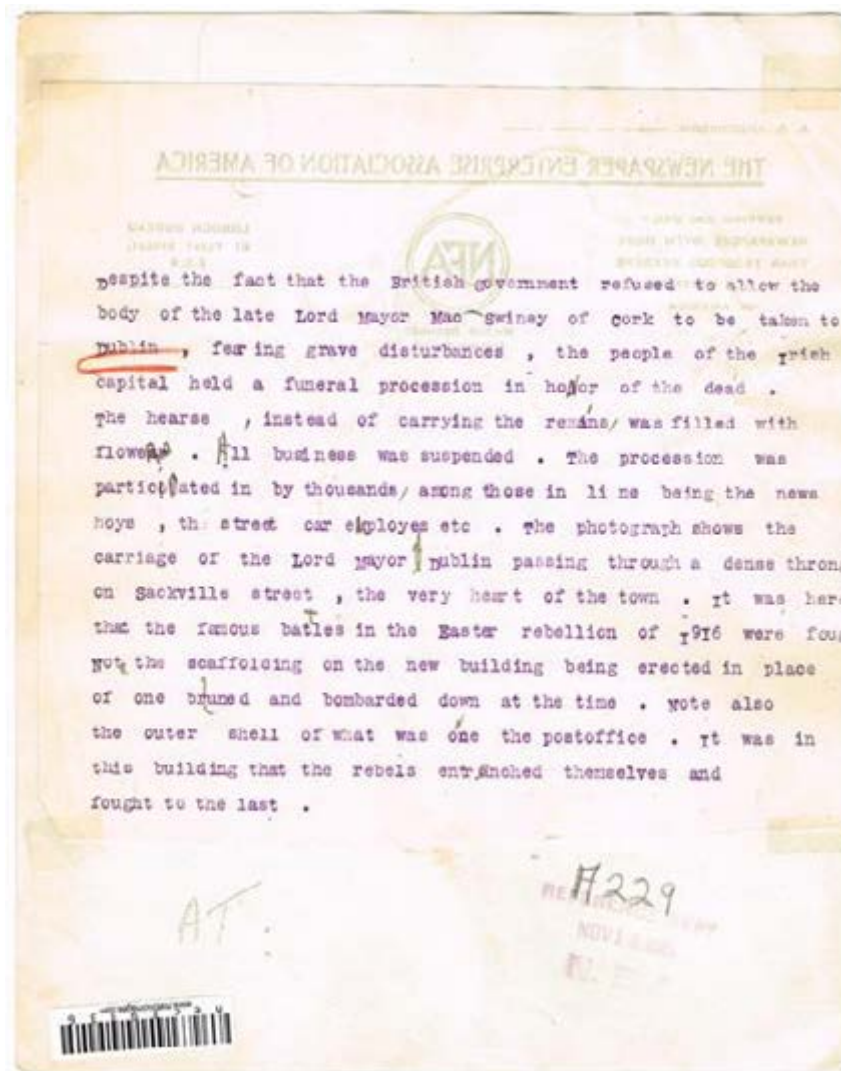 THE NEWSPAPER ENTERPRISE ASSOCIATION OF AMERICA
LONDON BUREAU
NEA
Despite the fact that the British Government refused to allow the
body of the late Lord Mayor Mac Swiney of Cork to be taken to
Dublin , fearing grave disturbances , the people of the Irish
capital held a funeral procession in honor of the dead .
The hearse , instead of carrying the remains/ was filled with
flowers . All business was suspended . The procession was
participated in by thousands/ among those in line being the news
boys , th street car employes etc . The photograph shows the
carriage of the Lord Mayor Dublin passing through a dense throng
on Sackville street , the very heart of the town . It was here
that the famous batles in the Easter rebellion of 1916 were foug
Not the scaffolding on the new building being erected in place
of one bruned and bombarded down at the time . Note also
the outer shell of what was one the postoffice . It was in
this building that the rebels entranched themselves and
fought to the last .
AT.
A229